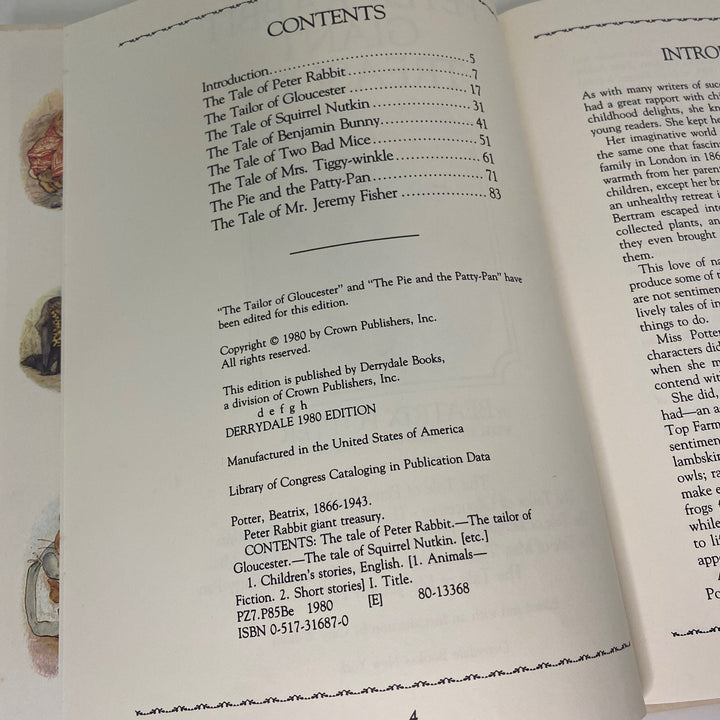 CONTENTS
Introduction..................................5
The Tale of Peter Rabbit....................7
The Tailor of Gloucester....................17
The Tale of Squirrel Nutkin................31
The Tale of Benjamin Bunny................41
The Tale of Two Bad Mice..................51
The Tale of Mrs. Tiggy-winkle..............61
The Pie and the Patty-Pan..................71
The Tale of Mr. Jeremy Fisher..............83
"The Tailor of Gloucester" and "The Pie and the Patty-Pan" have
been edited for this edition.
Copyright © 1980 by Crown Publishers, Inc.
All rights reserved.
This edition is published by Derrydale Books,
a division of Crown Publishers, Inc.
d e f g h
DERRYDALE 1980 EDITION
Manufactured in the United States of America
Library of Congress Cataloging in Publication Data
Potter, Beatrix, 1866-1943.
Peter Rabbit giant treasury.
CONTENTS: The tale of Peter Rabbit.—The tailor of
Gloucester.—The tale of Squirrel Nutkin. [etc.]
1. Children's stories, English. [1. Animals—
Fiction. 2. Short stories] I. Title.
PZ7.P85Be 1980 [E] 80-13368
ISBN 0-517-31687-0
4
INTRO
As with many writers of suc
had a great rapport with chi
childhood delights, she kn
young readers. She kept he
Her imaginative world
the same one that fascin
family in London in 186
warmth from her paren
children, except her br
an unhealthy retreat i
Bertram escaped into
collected plants, an
they even brought
them.
This love of na
produce some of t
are not sentimen
lively tales of in
things to do.
Miss Potter
characters did
when she m
contend wit
She did,
had—an a
Top Farm
sentimen
lambskin
owls; ra
make e
frogs
while
to li
app
Po